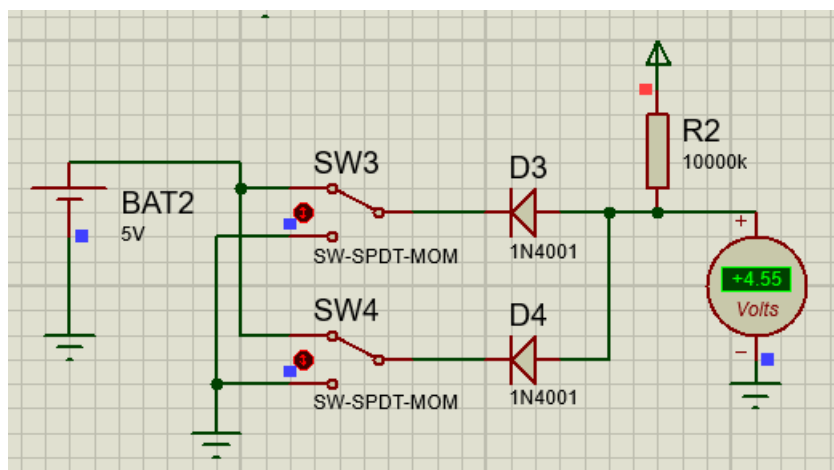 SW3
D3
R2
10000k
BAT2
5V
SW-SPDT-MOM
1N4001
+
+4.55
Volts
−
SW4
D4
SW-SPDT-MOM
1N4001